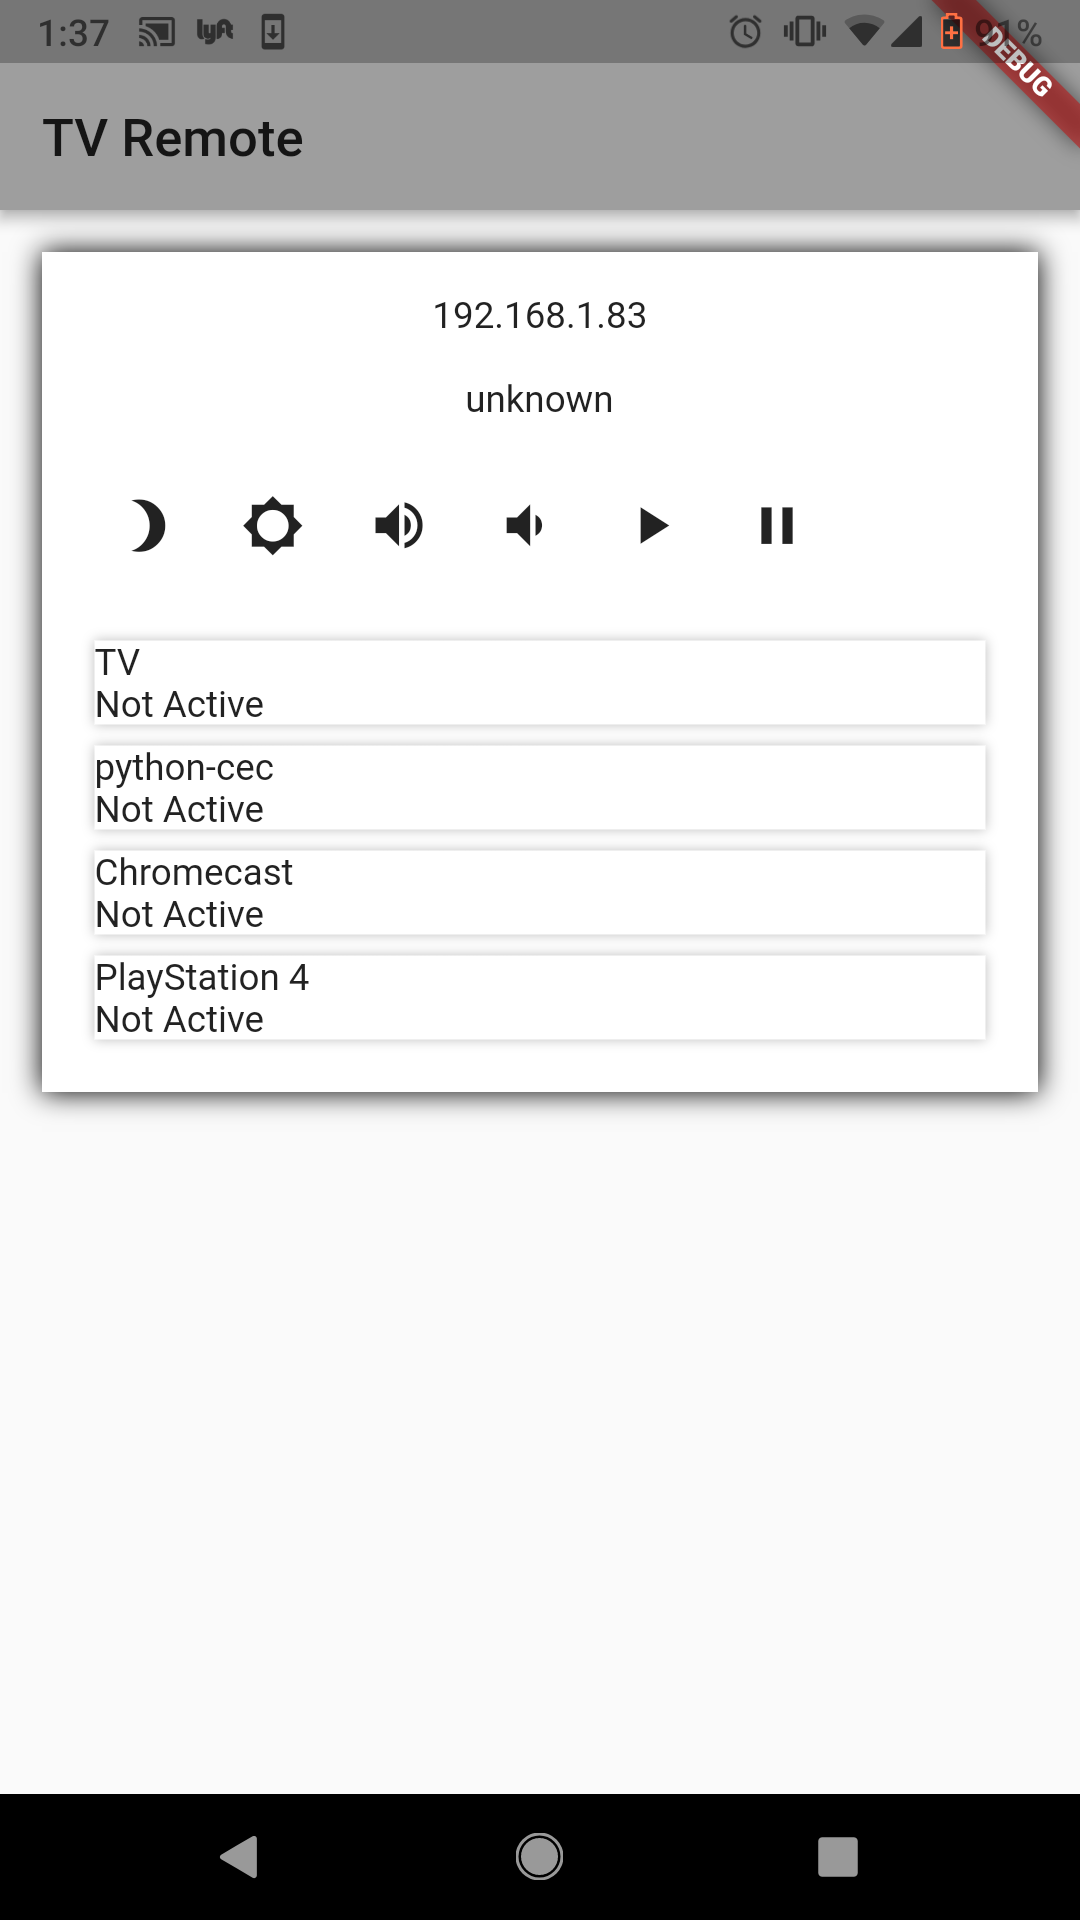 1:37 lyft 91%
DEBUG
TV Remote
192.168.1.83
unknown
TV
Not Active
python-cec
Not Active
Chromecast
Not Active
PlayStation 4
Not Active